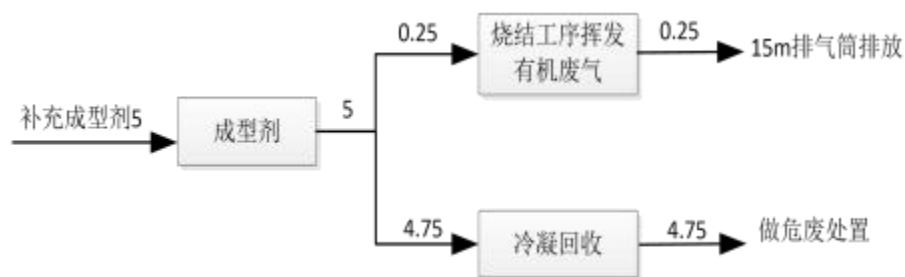 0.25
烧结工序挥发
有机废气
0.25
15m排气筒排放
补充成型剂5
成型剂
5
4.75
冷凝回收
4.75
做危废处置